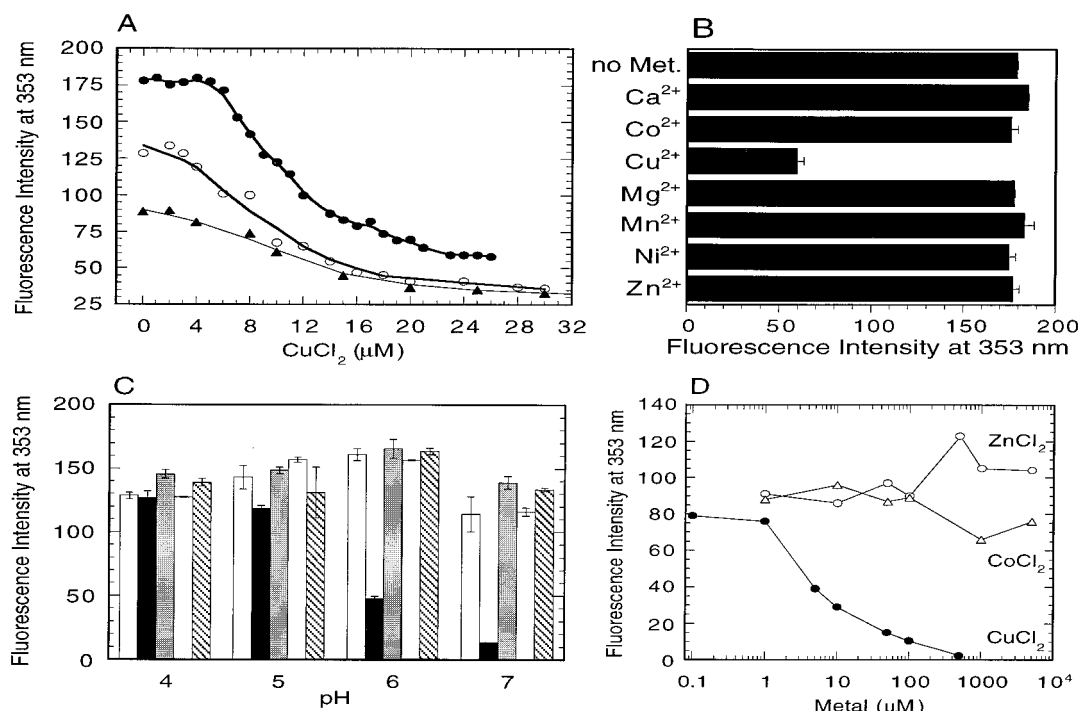 A
Fluorescence Intensity at 353 nm
200
175
150
125
100
75
50
25
0 4 8 12 16 20 24 28 32
CuCl2 (μM)
B
no Met.
Ca2+
Co2+
Cu2+
Mg2+
Mn2+
Ni2+
Zn2+
0 50 100 150 200
Fluorescence Intensity at 353 nm
C
Fluorescence Intensity at 353 nm
200
150
100
50
0
4 5 6 7
pH
D
Fluorescence Intensity at 353 nm
140
120
100
80
60
40
20
0
ZnCl2
CoCl2
CuCl2
0.1 1 10 100 1000 10⁴
Metal (μM)